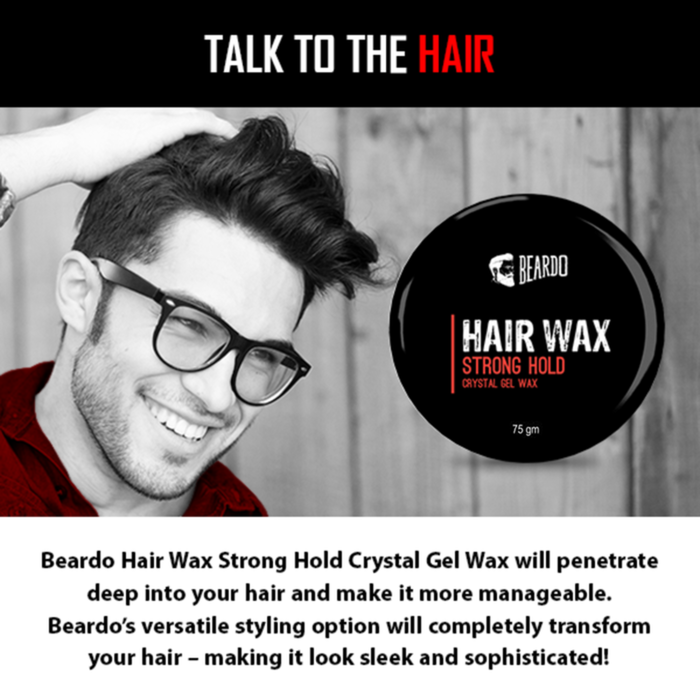 TALK TO THE HAIR
BEARDO
HAIR WAX
STRONG HOLD
CRYSTAL GEL WAX
75 gm
Beardo Hair Wax Strong Hold Crystal Gel Wax will penetrate
deep into your hair and make it more manageable.
Beardo’s versatile styling option will completely transform
your hair – making it look sleek and sophisticated!